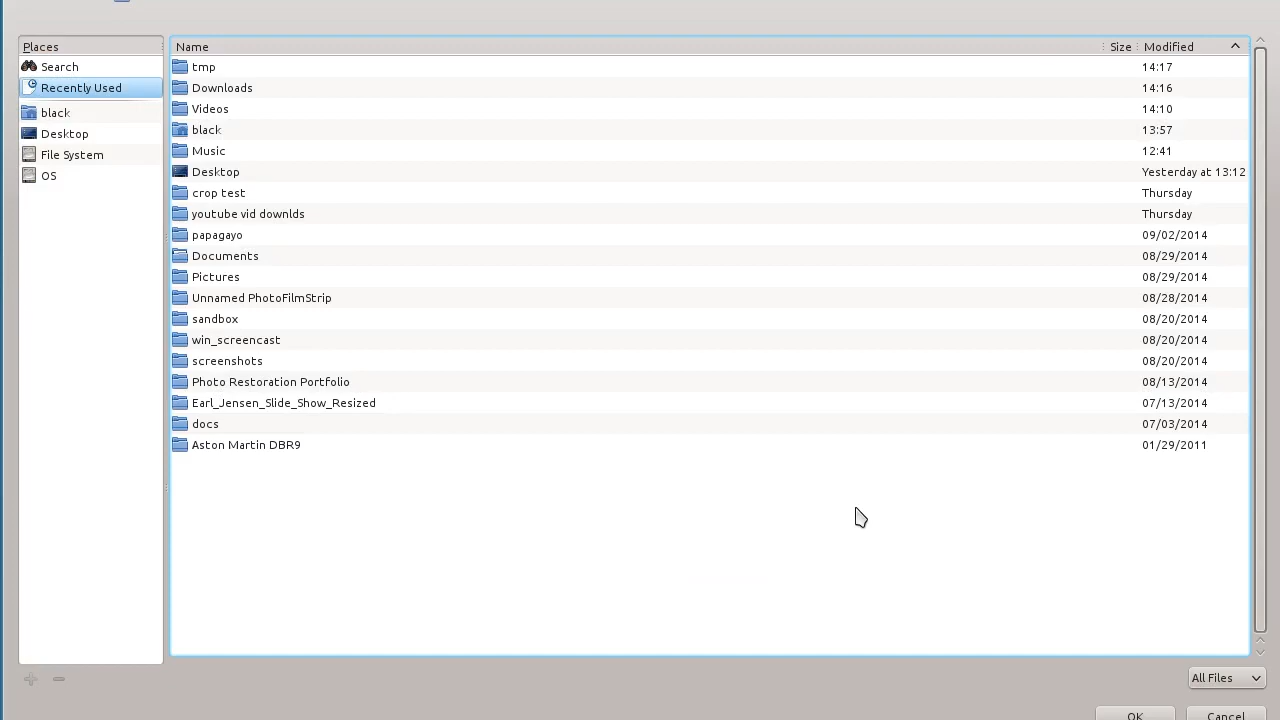 Places
Search
Recently Used
black
Desktop
File System
OS
Name Size Modified
tmp 14:17
Downloads 14:16
Videos 14:10
black 13:57
Music 12:41
Desktop Yesterday at 13:12
crop test Thursday
youtube vid downlds Thursday
papagayo 09/02/2014
Documents 08/29/2014
Pictures 08/29/2014
Unnamed PhotoFilmStrip 08/28/2014
sandbox 08/20/2014
win_screencast 08/20/2014
screenshots 08/20/2014
Photo Restoration Portfolio 08/13/2014
Earl_Jensen_Slide_Show_Resized 07/13/2014
docs 07/03/2014
Aston Martin DBR9 01/29/2011
All Files
OK Cancel